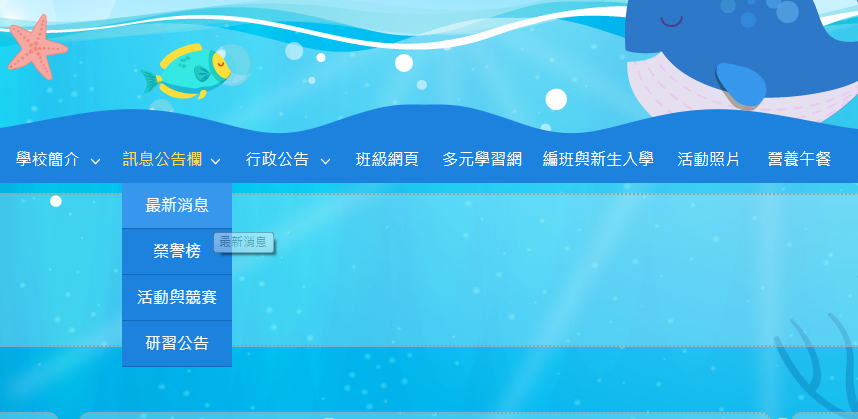 學校簡介 訊息公告欄 行政公告 班級網頁 多元學習網 編班與新生入學 活動照片 營養午餐
最新消息
最新消息
榮譽榜
活動與競賽
研習公告